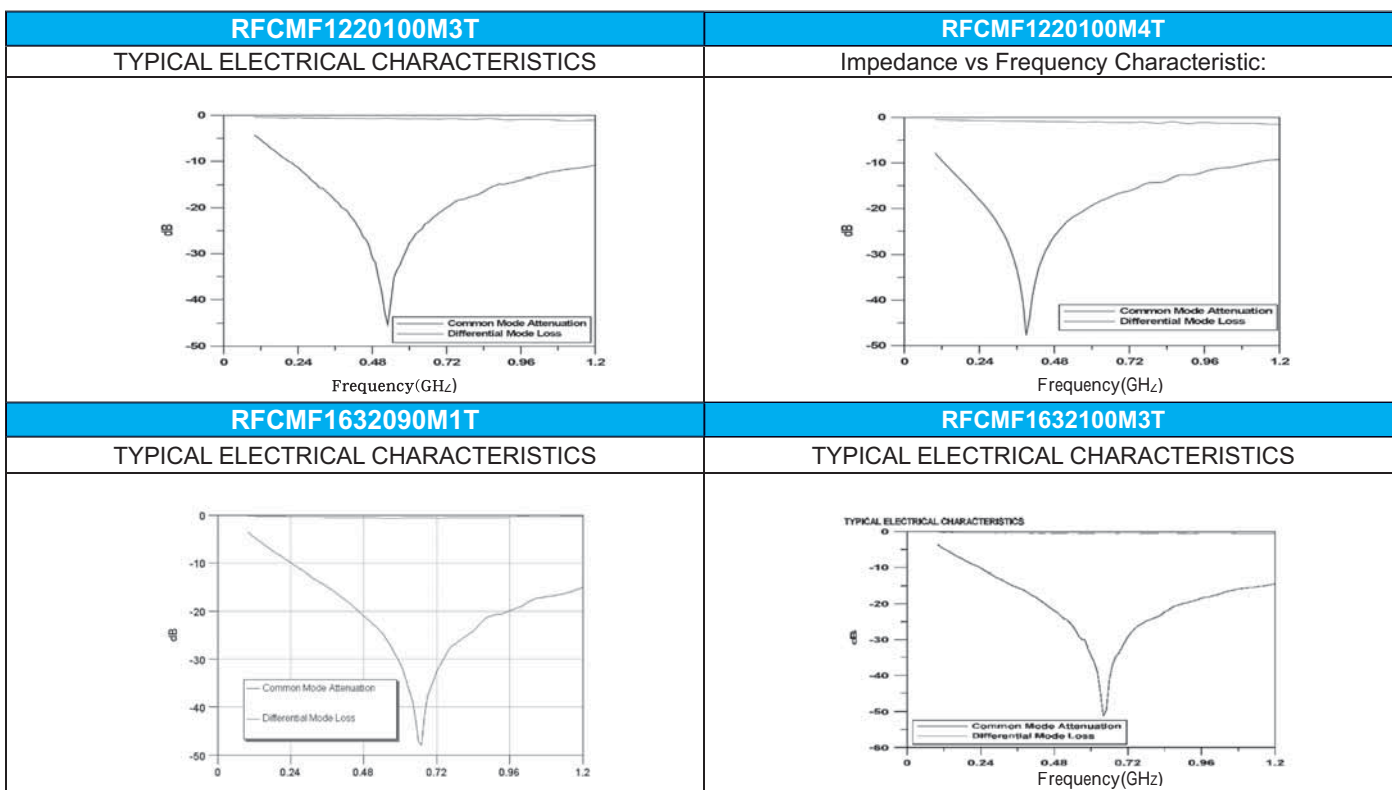 RFCMF1220100M3T
TYPICAL ELECTRICAL CHARACTERISTICS
0
-10
-20
-30
-40
-50
dB
Common Mode Attenuation
Differential Mode Loss
0 0.24 0.48 0.72 0.96 1.2
Frequency(GHz)
RFCMF1220100M4T
Impedance vs Frequency Characteristic:
0
-10
-20
-30
-40
-50
dB
Common Mode Attenuation
Differential Mode Loss
0 0.24 0.48 0.72 0.96 1.2
Frequency(GHz)
RFCMF1632090M1T
TYPICAL ELECTRICAL CHARACTERISTICS
0
-10
-20
-30
-40
-50
dB
Common Mode Attenuation
Differential Mode Loss
0 0.24 0.48 0.72 0.96 1.2
RFCMF1632100M3T
TYPICAL ELECTRICAL CHARACTERISTICS
TYPICAL ELECTRICAL CHARACTERISTICS
0
-10
-20
-30
-40
-50
-60
dB
Common Mode Attenuation
Differential Mode Loss
0 0.24 0.48 0.72 0.96 1.2
Frequency(GHz)